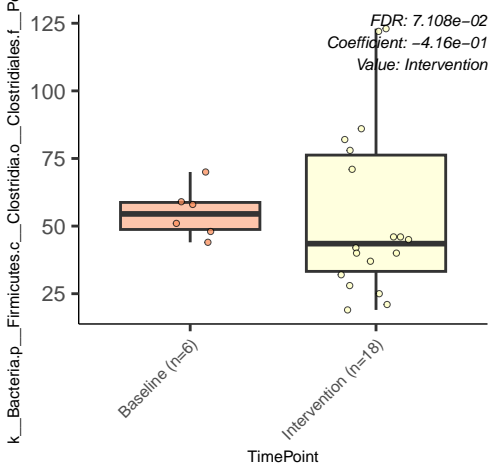 k__Bacteria.p__Firmicutes.c__Clostridia.o__Clostridiales.f__
125
100
75
50
25
FDR: 7.108e−02
Coefficient: −4.16e−01
Value: Intervention
Baseline (n=6)
Intervention (n=18)
TimePoint